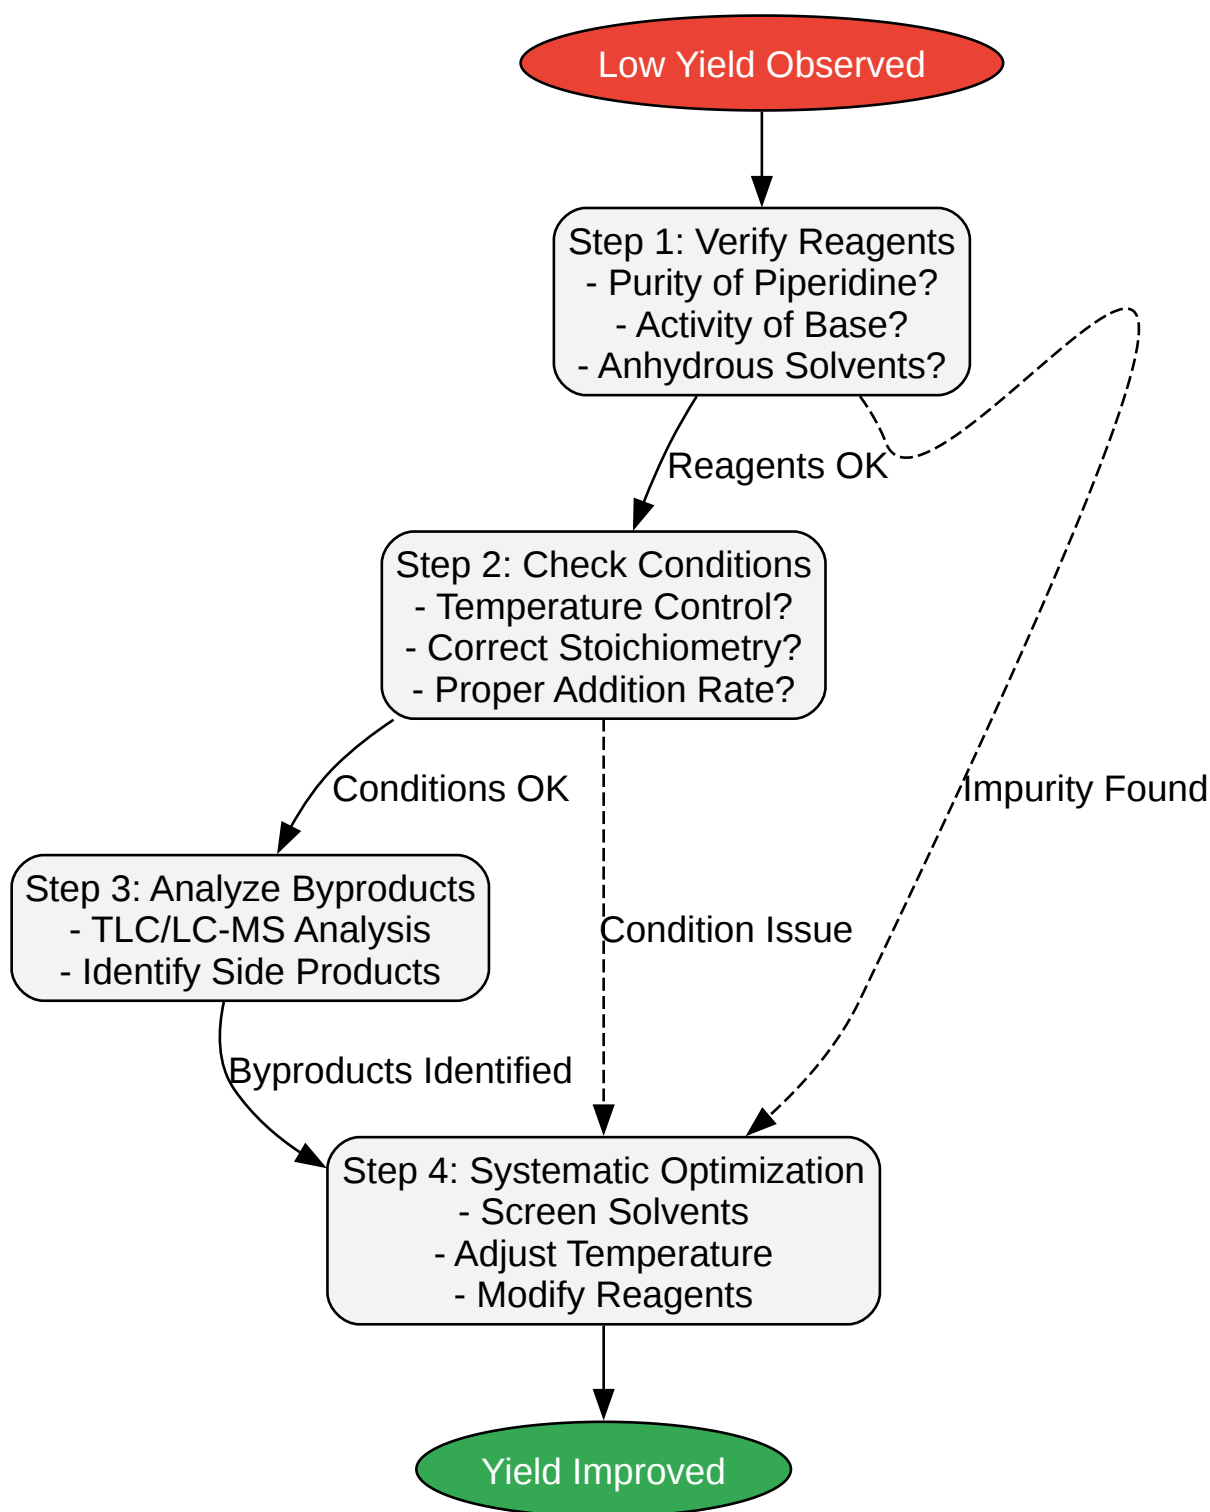 Low Yield Observed
Step 1: Verify Reagents
- Purity of Piperidine?
- Activity of Base?
- Anhydrous Solvents?
Reagents OK
Step 2: Check Conditions
- Temperature Control?
- Correct Stoichiometry?
- Proper Addition Rate?
Conditions OK
Impurity Found
Step 3: Analyze Byproducts
- TLC/LC-MS Analysis
- Identify Side Products
Condition Issue
Byproducts Identified
Step 4: Systematic Optimization
- Screen Solvents
- Adjust Temperature
- Modify Reagents
Yield Improved